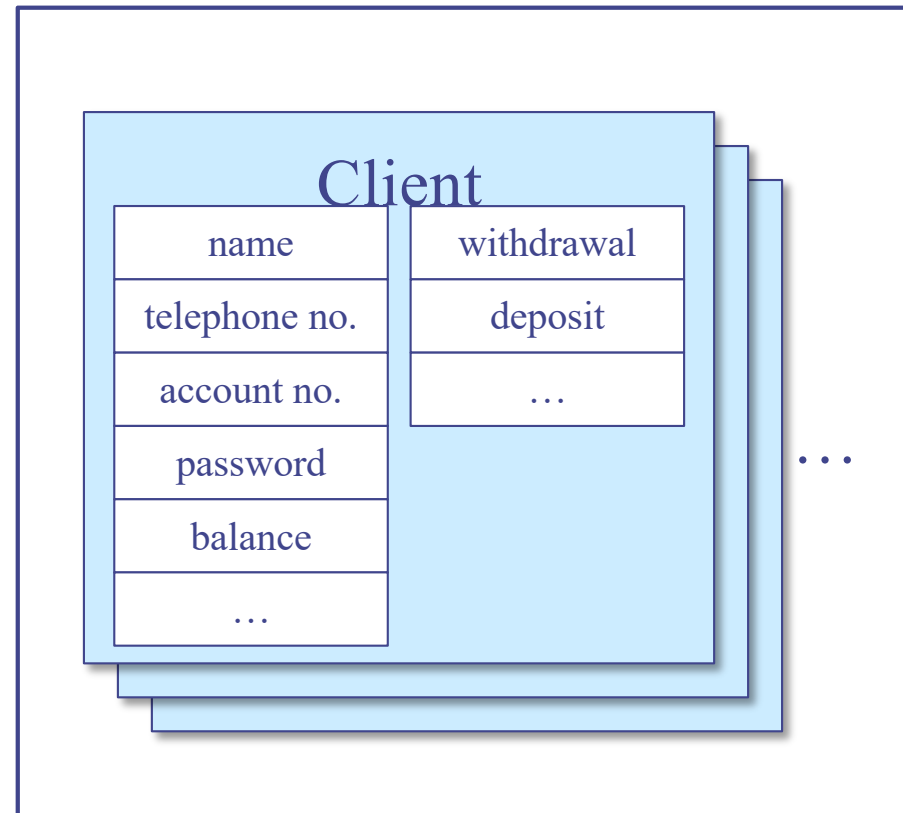 Client
name
telephone no.
account no.
password
balance
…
withdrawal
deposit
…
…